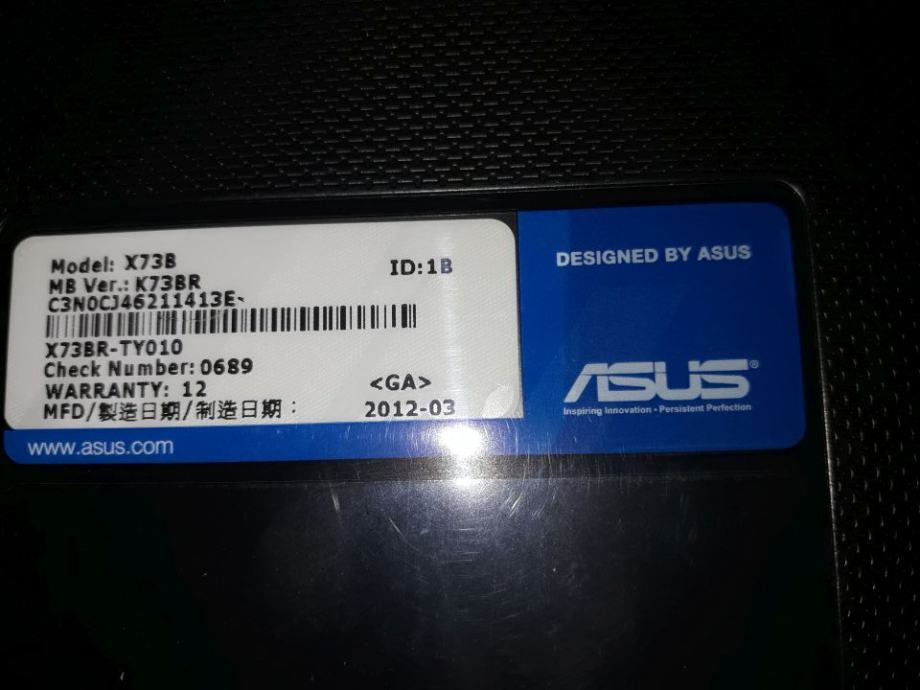 Model: X73B
ID:1B
MB Ver.: K73BR
C3N0CJ46211413E
X73BR-TY010
Check Number: 0689
WARRANTY: 12
<GA>
MFD/製造日期/制造日期:
2012-03
www.asus.com
DESIGNED BY ASUS
ASUS®
Inspiring Innovation • Persistent Perfection